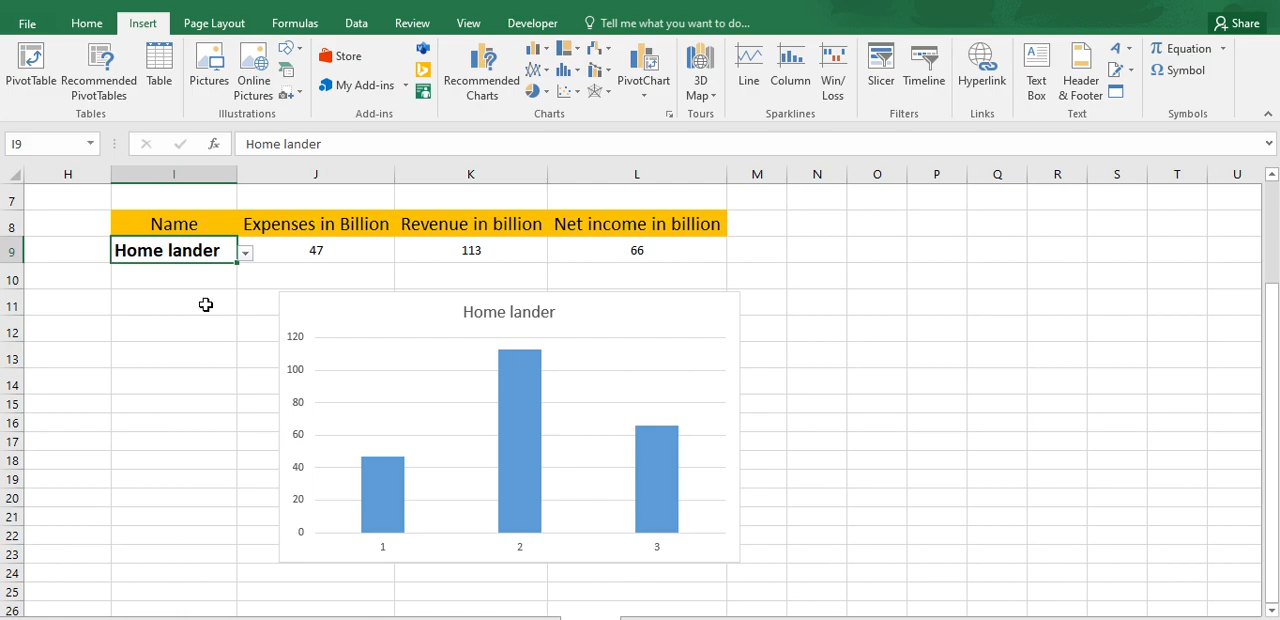 File Home Insert Page Layout Formulas Data Review View Developer Tell me what you want to do... Share
PivotTable Recommended PivotTables Table Pictures Online Pictures Store My Add-ins Recommended Charts PivotChart 3D Map Line Column Win/ Loss Slicer Timeline Hyperlink Text Box Header & Footer Equation Symbol
Tables Illustrations Add-ins Charts Tours Sparklines Filters Links Text Symbols
I9 fx Home lander
H I J K L M N O P Q R S T U
7
8 Name Expenses in Billion Revenue in billion Net income in billion
9 Home lander 47 113 66
10
11 Home lander
12 120
13 100
14 80
15
16
17 60
18
19 40
20 20
21
22 0
23 1 2 3
24
25
26